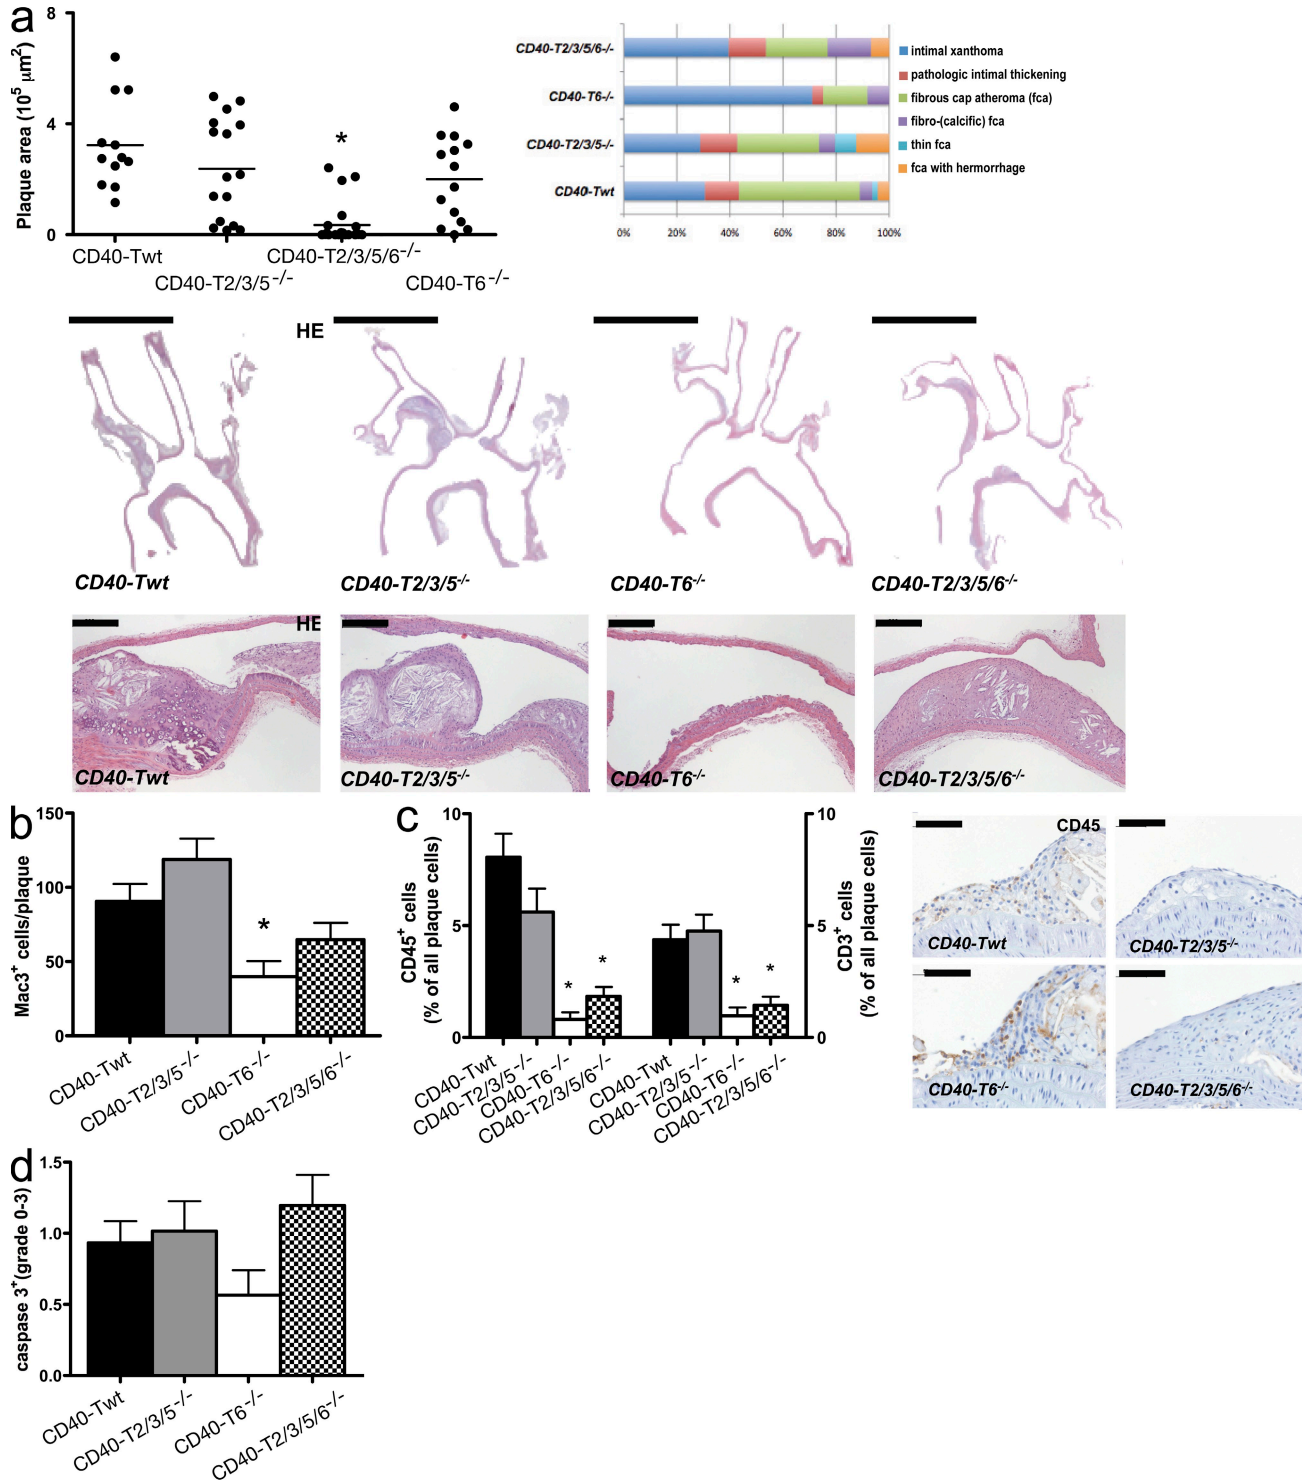 a
8
4
0
Plaque area (10⁵ μm²)
CD40-Twt
CD40-T2/3/5⁻/⁻
CD40-T2/3/5/6⁻/⁻
CD40-T6⁻/⁻
*
CD40-T2/3/5/6-/-
CD40-T6-/-
CD40-T2/3/5-/-
CD40-Twt
0%
20%
40%
60%
80%
100%
intimal xanthoma
pathologic intimal thickening
fibrous cap atheroma (fca)
fibro-(calcific) fca
thin fca
fca with hemorrhage
HE
CD40-Twt
CD40-T2/3/5-/-
CD40-T6-/-
CD40-T2/3/5/6-/-
HE
CD40-Twt
CD40-T2/3/5-/-
CD40-T6-/-
CD40-T2/3/5/6-/-
b
150
100
50
0
Mac3⁺ cells/plaque
*
CD40-Twt
CD40-T2/3/5⁻/⁻
CD40-T6⁻/⁻
CD40-T2/3/5/6⁻/⁻
c
10
5
0
CD45⁺ cells
(% of all plaque cells)
* *
* *
CD40-Twt
CD40-T2/3/5⁻/⁻
CD40-T6⁻/⁻
CD40-T2/3/5/6⁻/⁻
CD40-Twt
CD40-T2/3/5⁻/⁻
CD40-T6⁻/⁻
CD40-T2/3/5/6⁻/⁻
10
5
0
CD3⁺ cells
(% of all plaque cells)
CD45
CD40-Twt
CD40-T2/3/5-/-
CD40-T6-/-
CD40-T2/3/5/6-/-
d
1.5
1.0
0.5
0.0
caspase 3⁺(grade 0-3)
CD40-Twt
CD40-T2/3/5⁻/⁻
CD40-T6⁻/⁻
CD40-T2/3/5/6⁻/⁻